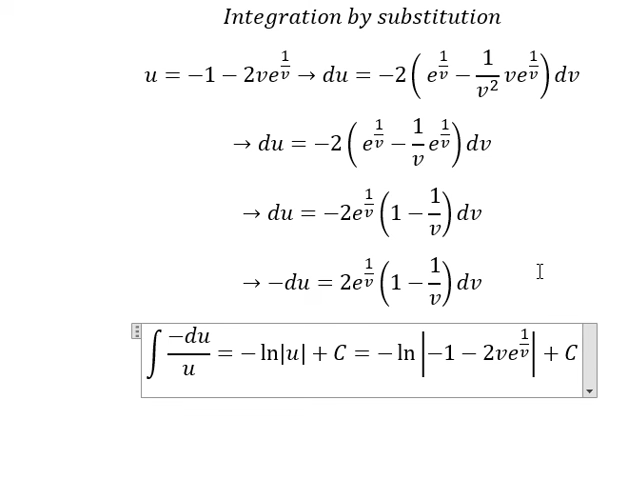 Integration by substitution
u = −1 − 2ve^{1/v} → du = −2(e^{1/v} − 1/v² ve^{1/v})dv
→ du = −2(e^{1/v} − 1/v e^{1/v})dv
→ du = −2e^{1/v}(1 − 1/v)dv
→ −du = 2e^{1/v}(1 − 1/v)dv
∫ −du/u = − ln|u| + C = − ln|−1 − 2ve^{1/v}| + C